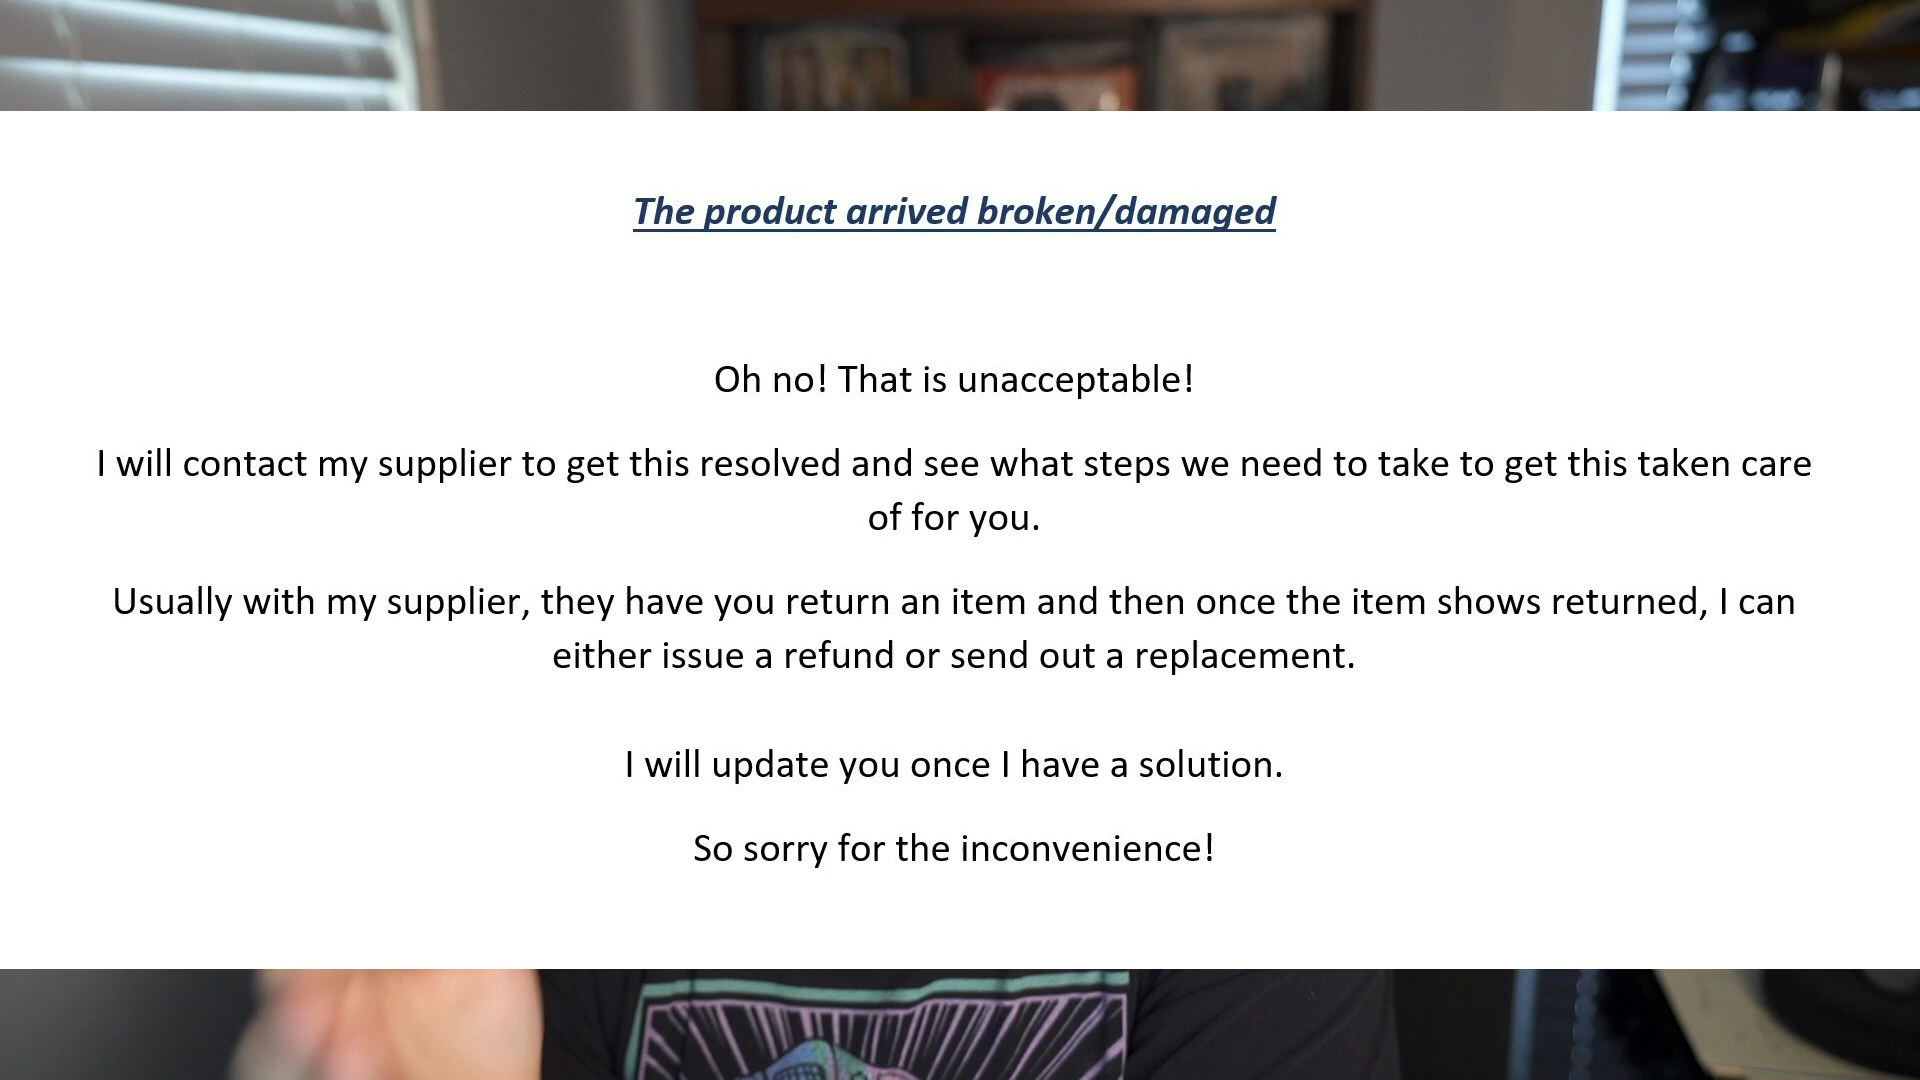 The product arrived broken/damaged
Oh no! That is unacceptable!
I will contact my supplier to get this resolved and see what steps we need to take to get this taken care
of for you.
Usually with my supplier, they have you return an item and then once the item shows returned, I can
either issue a refund or send out a replacement.
I will update you once I have a solution.
So sorry for the inconvenience!